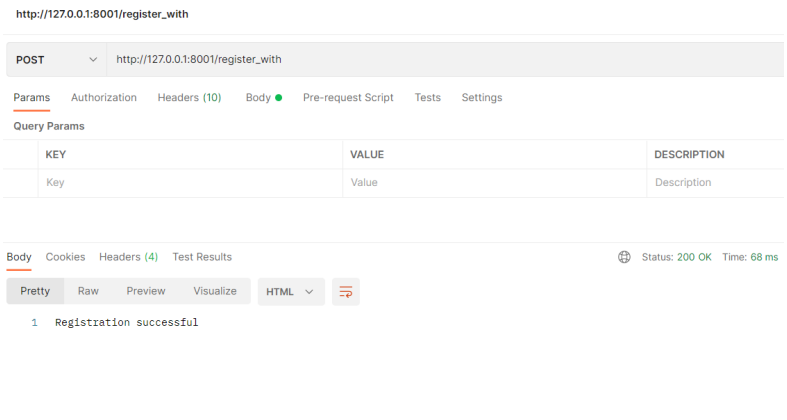 http://127.0.0.1:8001/register_with
POST http://127.0.0.1:8001/register_with
Params Authorization Headers (10) Body Pre-request Script Tests Settings
Query Params
KEY VALUE DESCRIPTION
Key Value Description
Body Cookies Headers (4) Test Results Status: 200 OK Time: 68 ms
Pretty Raw Preview Visualize HTML
1 Registration successful